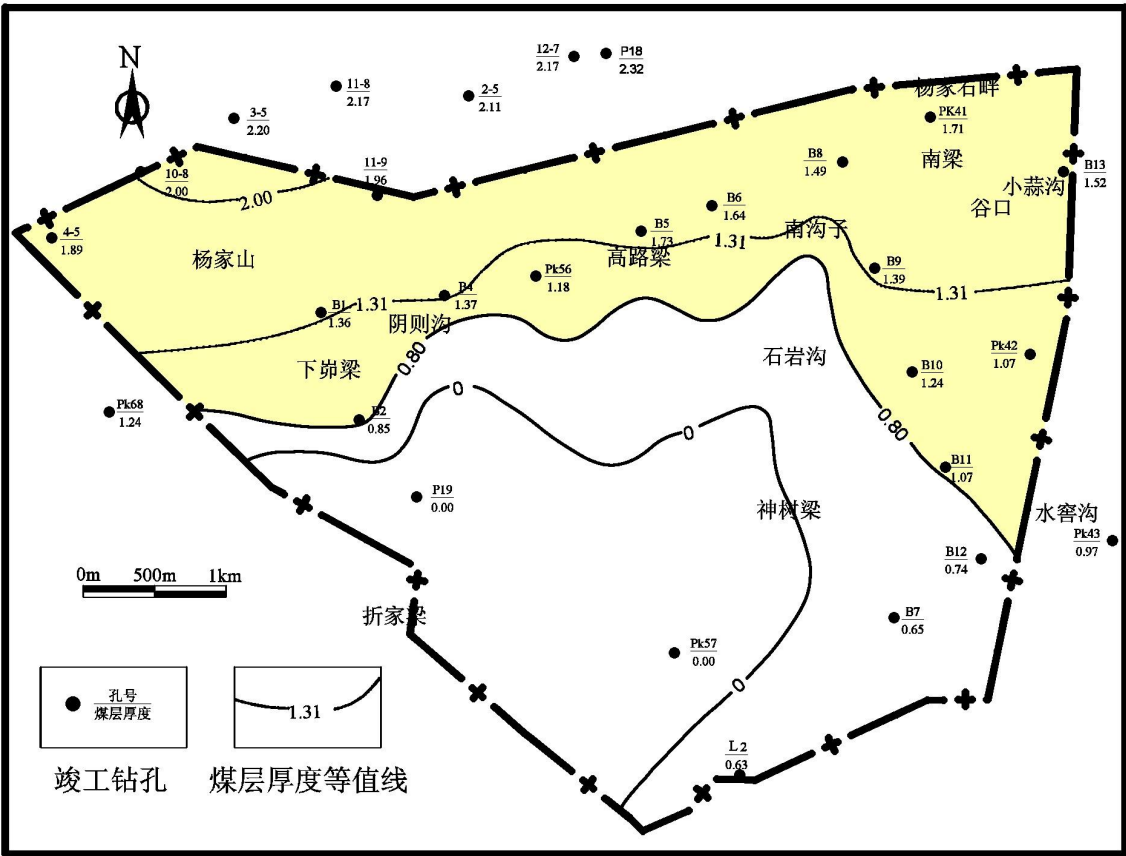 N
12-7
2.17
P18
2.32
11-8
2.17
2-5
2.11
3-5
2.20
杨家石畔
PK41
1.71
11-9
1.96
10-8
2.00
2.00
B8
1.49
南梁
B13
1.52
小蒜沟
谷口
B6
1.64
B5
1.73
南沟子
4-5
1.89
杨家山
1.31
高路梁
Pk56
1.18
B9
1.39
1.31
B4
1.37
1.31
B1
1.36
阴则沟
下峁梁
0.80
石岩沟
Pk42
1.07
B10
1.24
0
Pk68
1.24
B2
0.85
0.80
0
B11
1.07
P19
0.00
神树梁
水窖沟
Pk43
0.97
B12
0.74
0m 500m 1km
折家梁
B7
0.65
Pk57
0.00
0
孔号
煤层厚度
1.31
L 2
0.63
竣工钻孔
煤层厚度等值线